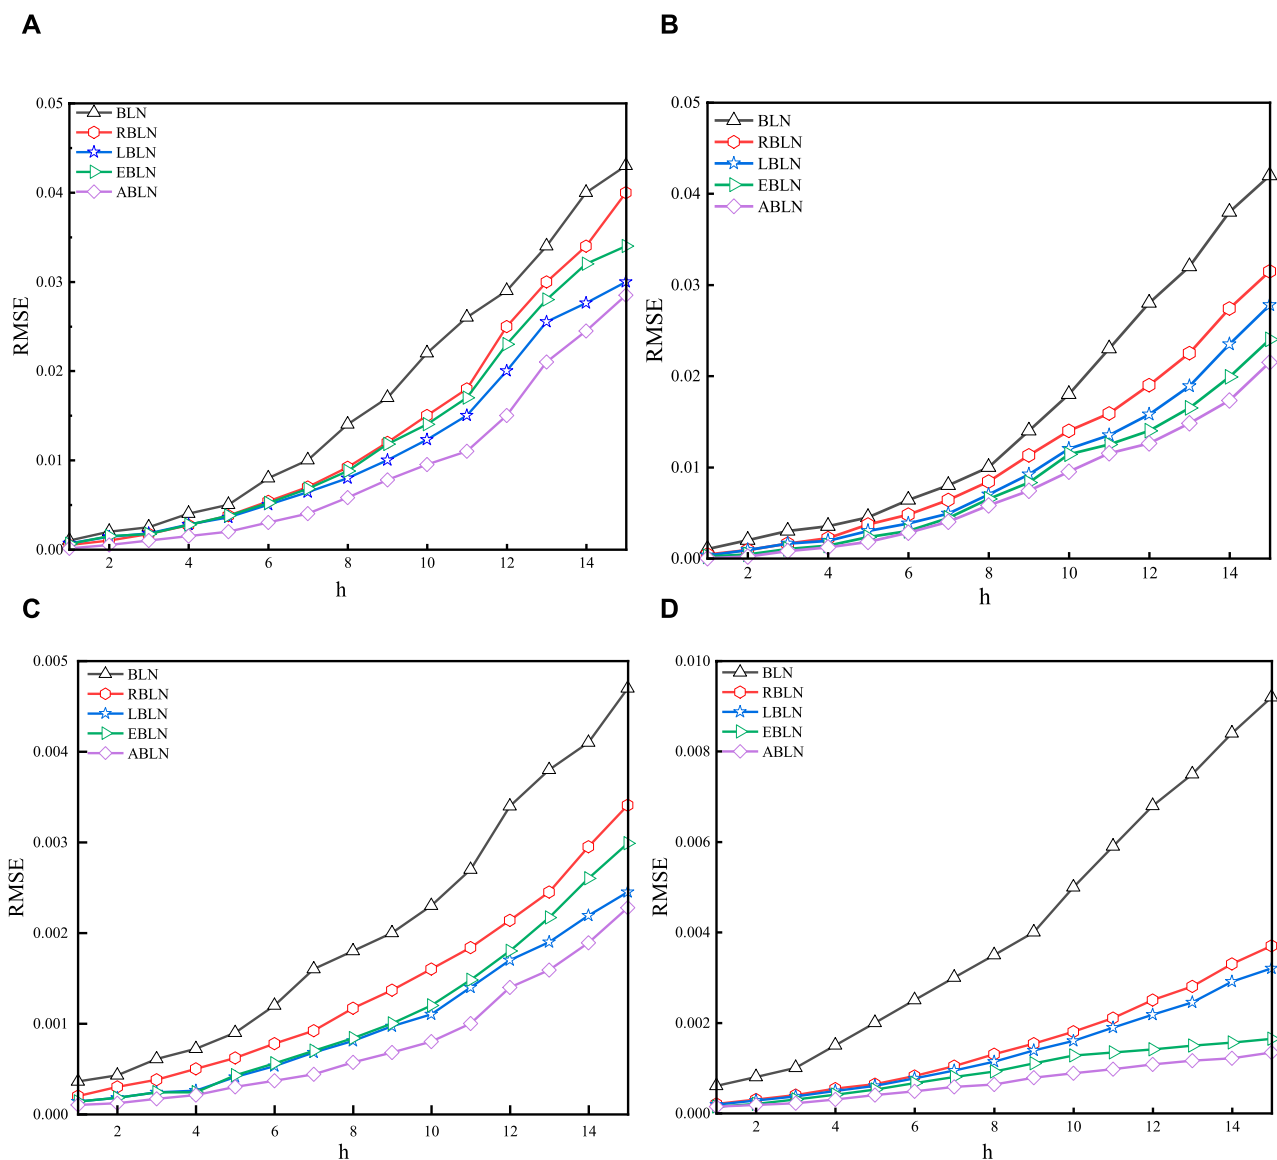 A
0.05
0.04
0.03
0.02
0.01
0.00
RMSE
BLN
RBLN
LBLN
EBLN
ABLN
2 4 6 8 10 12 14
h
B
0.05
0.04
0.03
0.02
0.01
0.00
RMSE
BLN
RBLN
LBLN
EBLN
ABLN
2 4 6 8 10 12 14
h
C
0.005
0.004
0.003
0.002
0.001
0.000
RMSE
BLN
RBLN
LBLN
EBLN
ABLN
2 4 6 8 10 12 14
h
D
0.010
0.008
0.006
0.004
0.002
0.000
RMSE
BLN
RBLN
LBLN
EBLN
ABLN
2 4 6 8 10 12 14
h